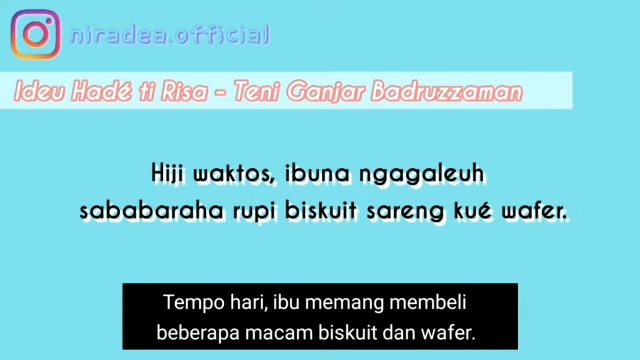 niradea.official
Ideu Hadé ti Risa - Teni Ganjar Badruzzaman
Hiji waktos, ibuna ngagaleuh
sababaraha rupi biskuit sareng kué wafer.
Tempo hari, ibu memang membeli
beberapa macam biskuit dan wafer.